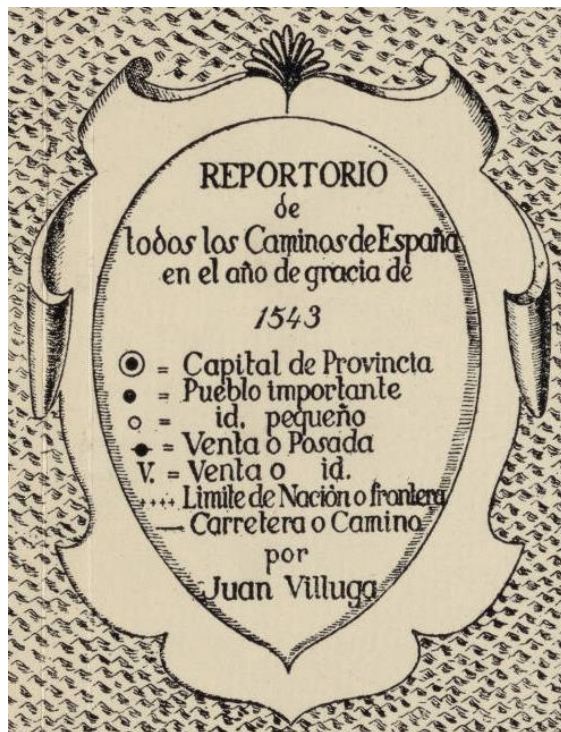 REPORTORIO
de
todos los Caminos de España
en el año de gracia de
1543
= Capital de Provincia
= Pueblo importante
= id. pequeño
= Venta o Posada
V. = Venta o id.
Limite de Nación o frontera
Carretera o Camino
por
Juan Villuga